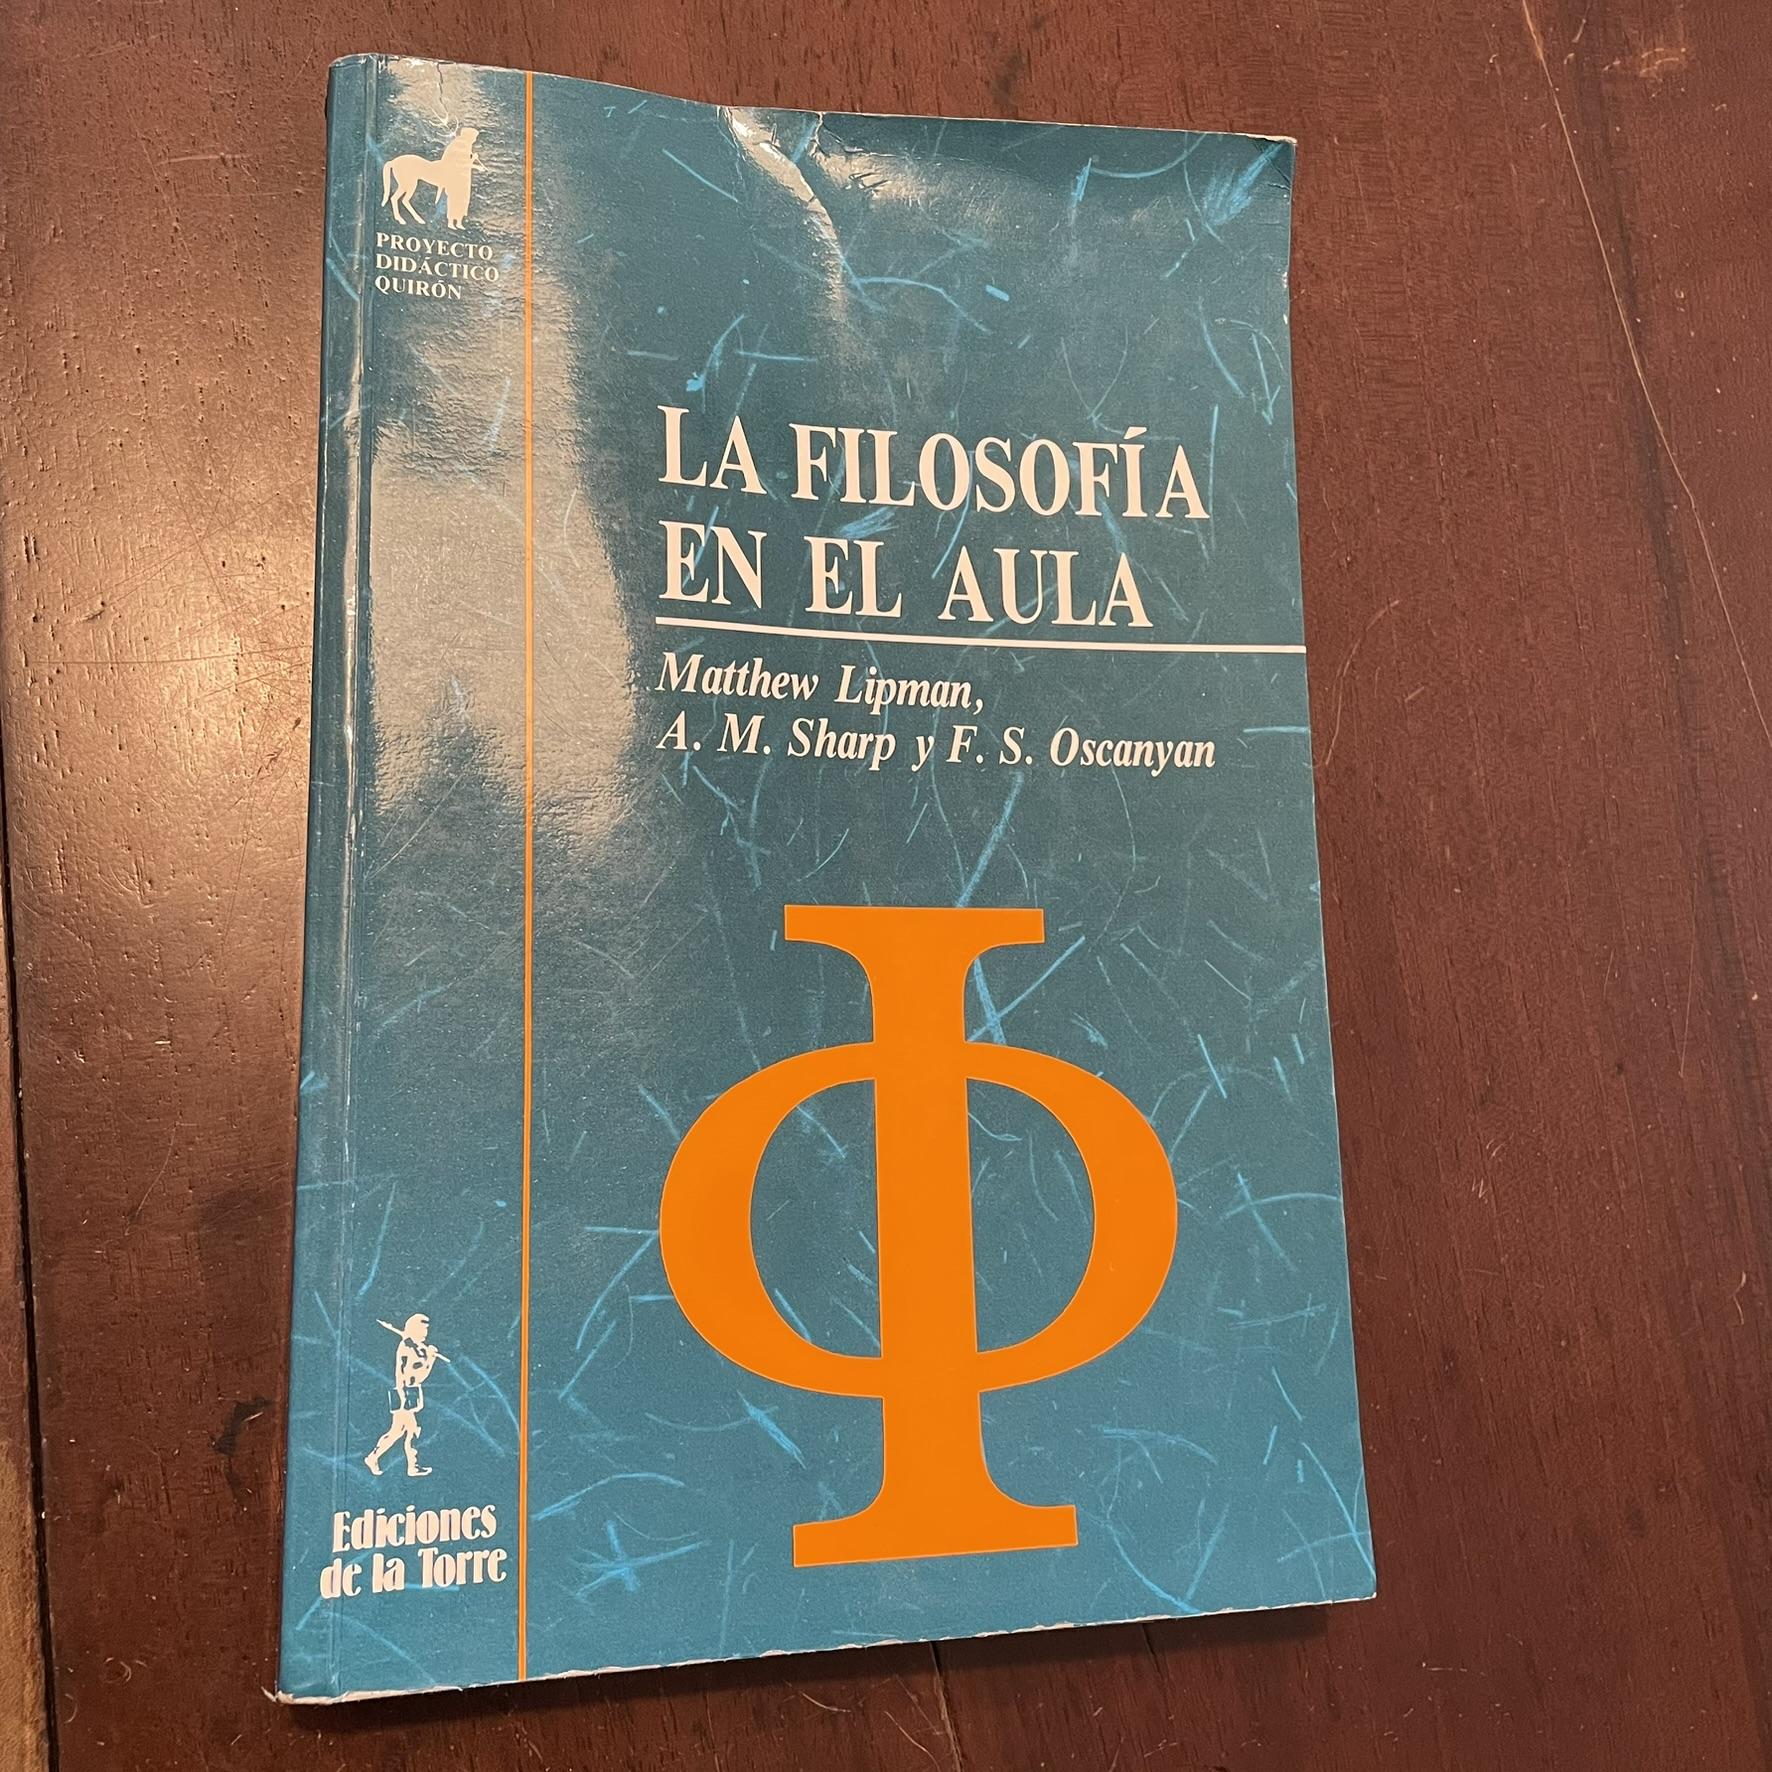 PROYECTO
DIDÁCTICO
QUIRÓN
LA FILOSOFÍA
EN EL AULA
Matthew Lipman,
A. M. Sharp y F. S. Oscanyan
Φ
Ediciones
de la Torre